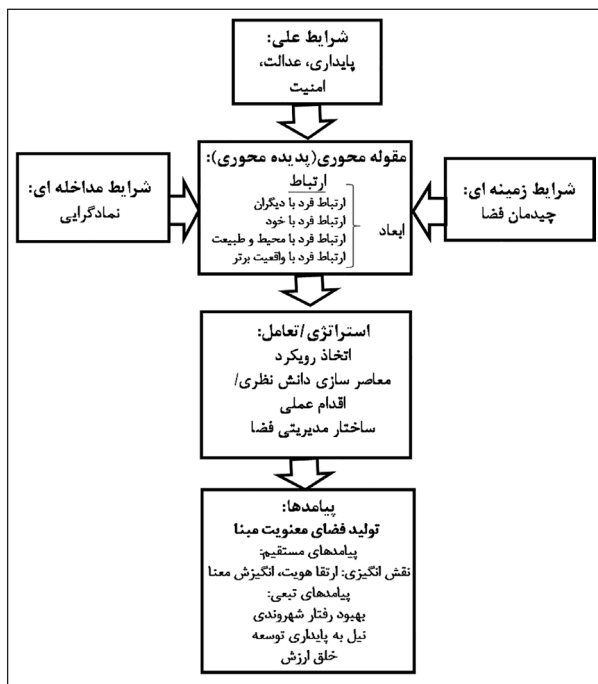 شرایط علی:
پایداری، عدالت،
امنیت
مقوله محوری(پدیده محوری):
ارتباط
ارتباط فرد با دیگران
ارتباط فرد با خود
ارتباط فرد با محیط و طبیعت
ارتباط فرد با واقعیت برتر
ابعاد
شرایط زمینه ای:
چیدمان فضا
شرایط مداخله ای:
نمادگرایی
استراتژی/تعامل:
اتخاذ رویکرد
معاصر سازی دانش نظری/
اقدام عملی
ساختار مدیریتی فضا
پیامدها:
تولید فضای معنویت مبنا
پیامدهای مستقیم:
نقش انگیزی: ارتقا هویت، انگیزش معنا
پیامدهای تبعی:
بهبود رفتار شهروندی
نیل به پایداری توسعه
خلق ارزش